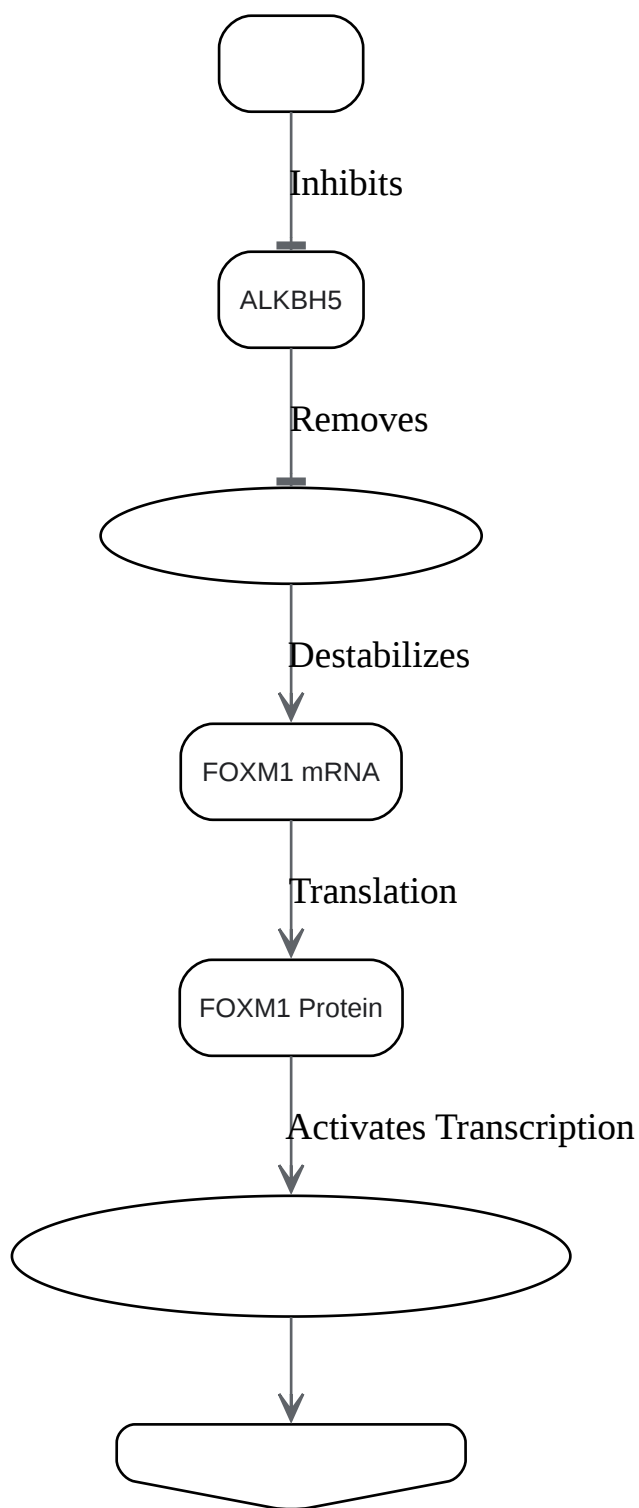 Inhibits
ALKBH5
Removes
Destabilizes
FOXM1 mRNA
Translation
FOXM1 Protein
Activates Transcription